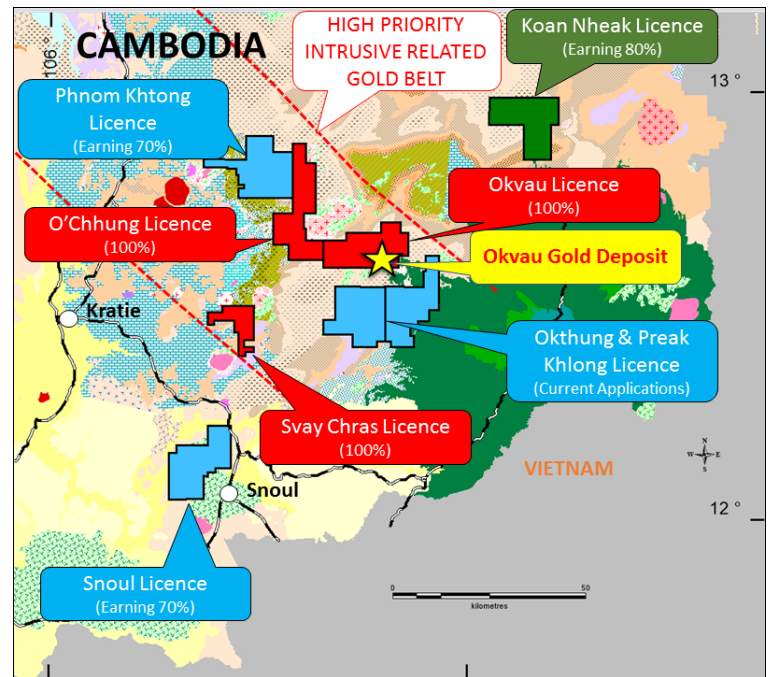 106 °
CAMBODIA
HIGH PRIORITY
INTRUSIVE RELATED
GOLD BELT
Koan Nheak Licence
(Earning 80%)
13 °
Phnom Khtong
Licence
(Earning 70%)
Okvau Licence
(100%)
O'Chhung Licence
(100%)
Okvau Gold Deposit
Kratie
Okthung & Preak
Khlong Licence
(Current Applications)
Svay Chras Licence
(100%)
VIETNAM
N
W E
S
Snoul
12 °
Snoul Licence
(Earning 70%)
0 50
kilometres